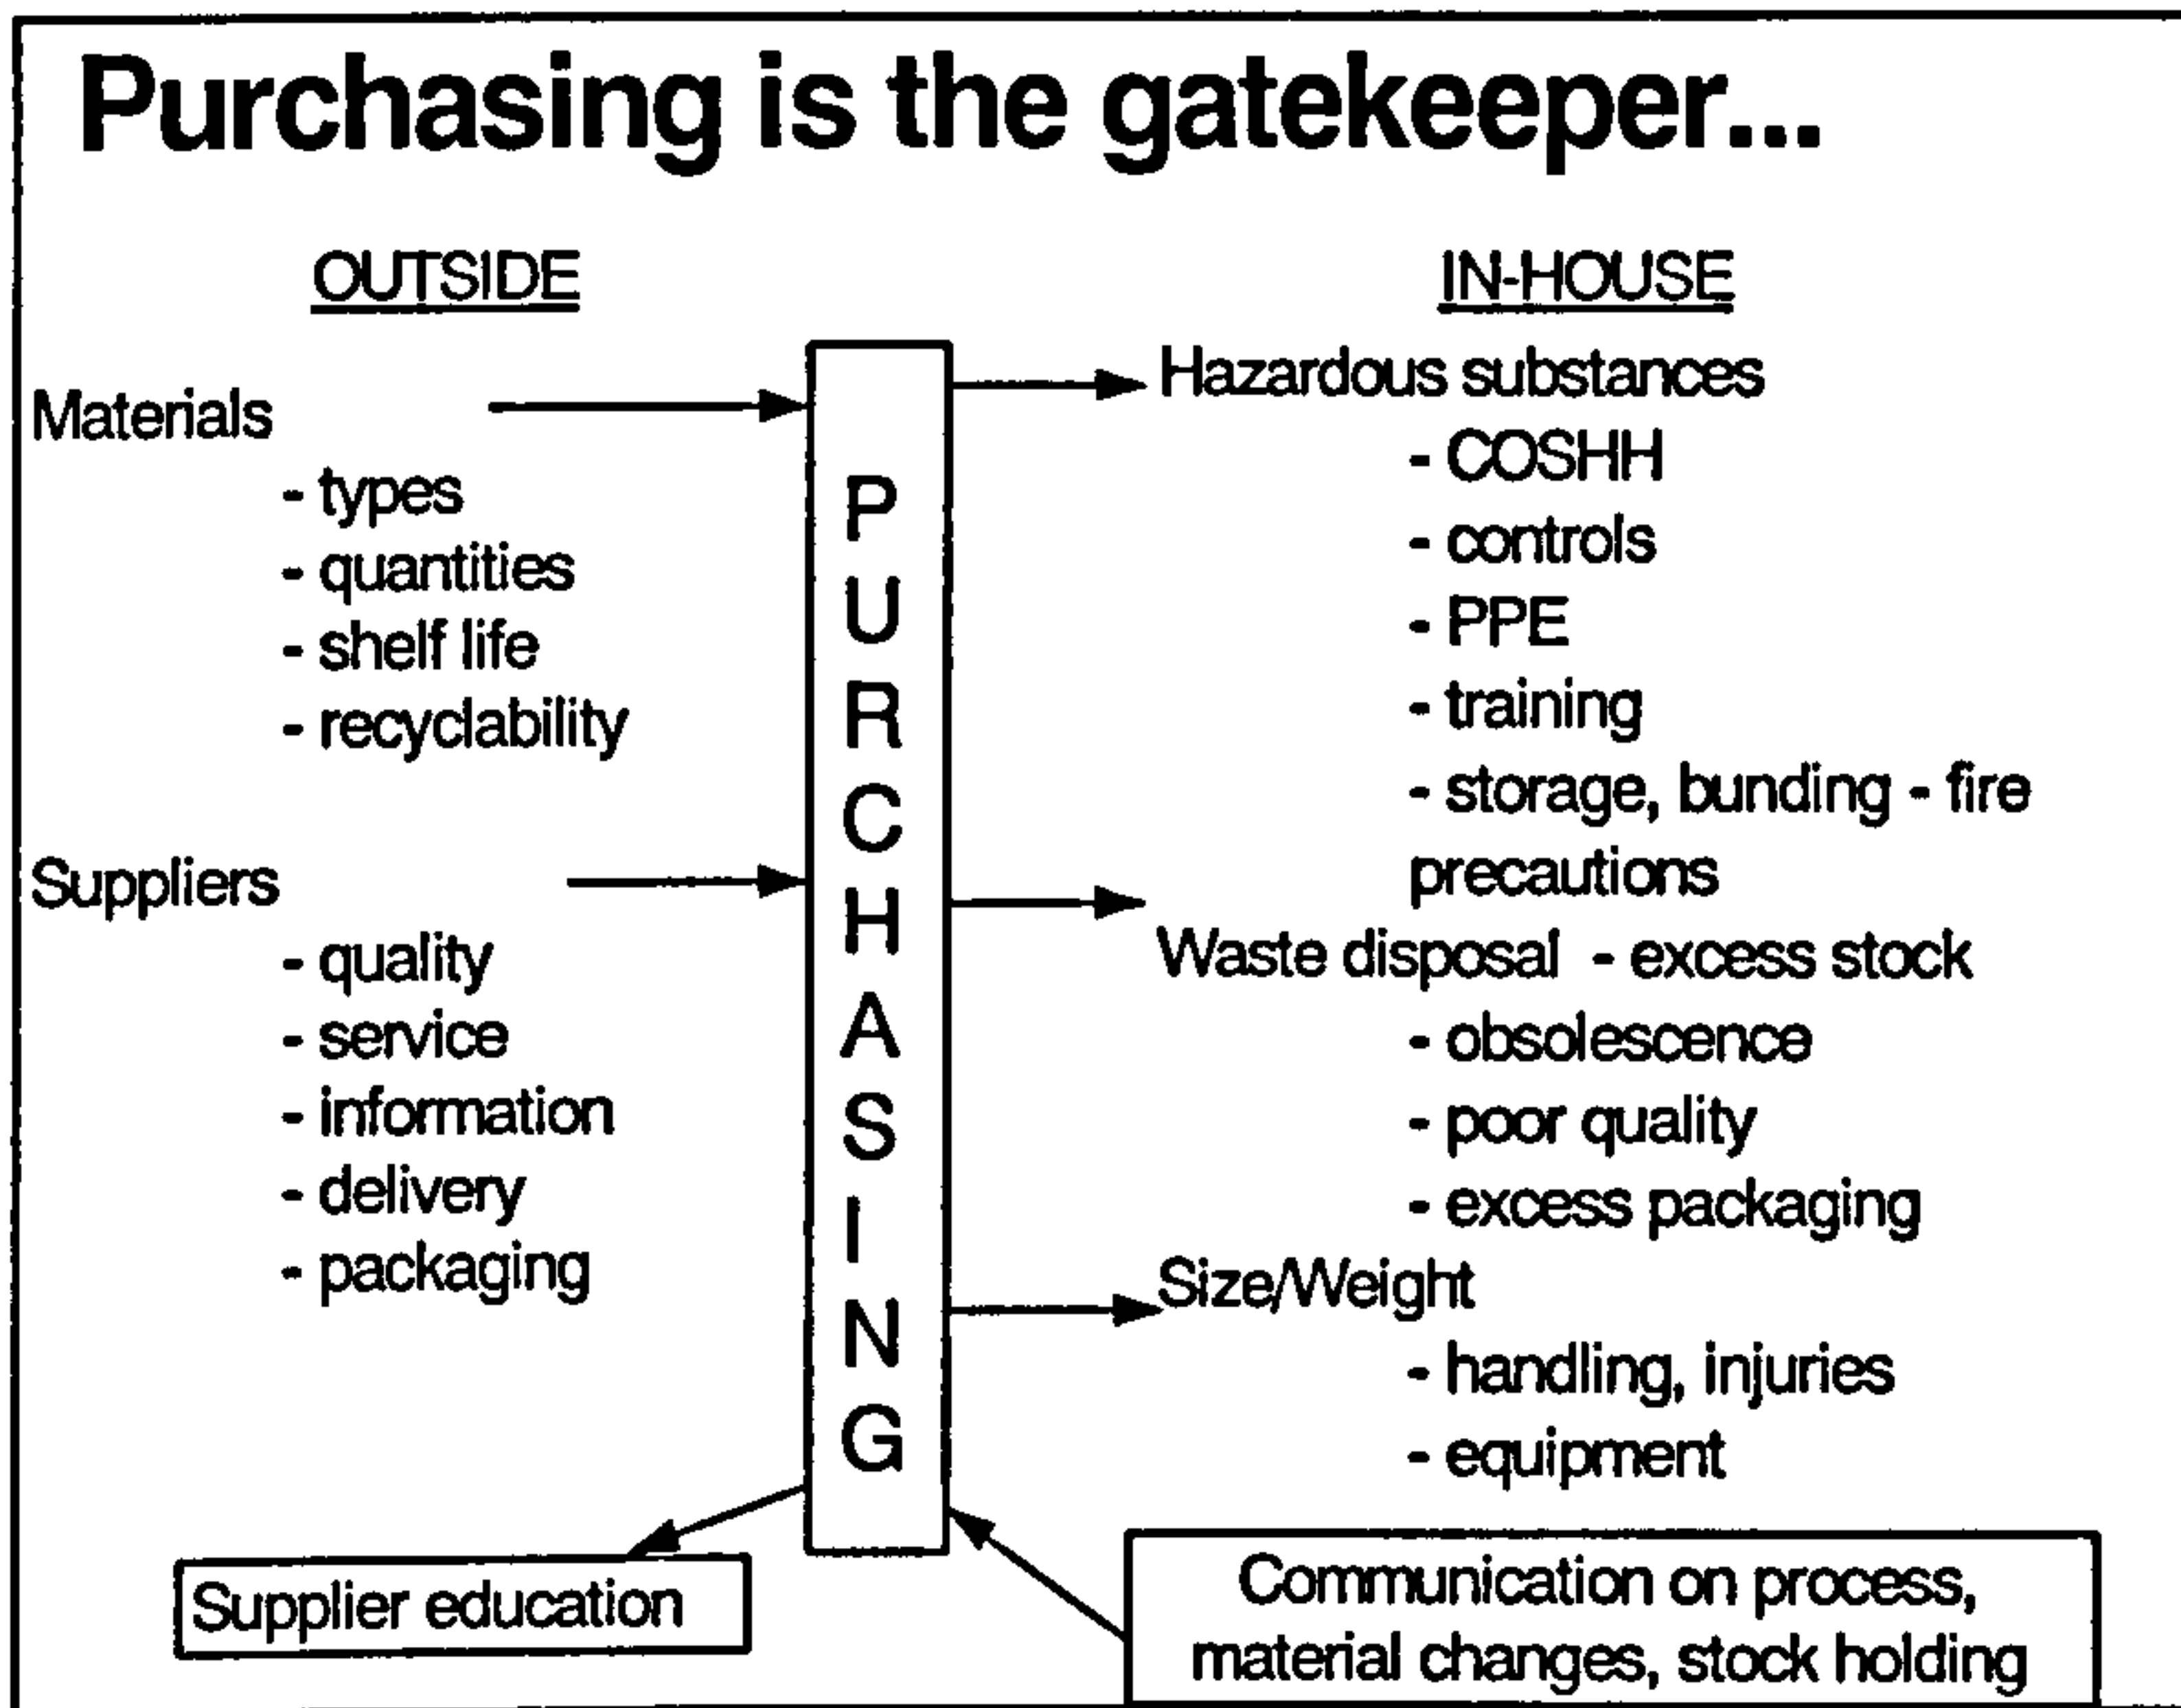 Purchasing is the gatekeeper...
OUTSIDE
Materials
- types
- quantities
- shelf life
- recyclability
Suppliers
- quality
- service
- information
- delivery
- packaging
PURCHASING
IN-HOUSE
Hazardous substances
- COSHH
- controls
- PPE
- training
- storage, bunding - fire
precautions
Waste disposal - excess stock
- obsolescence
- poor quality
- excess packaging
Size/Weight
- handling, injuries
- equipment
Supplier education
Communication on process,
material changes, stock holding